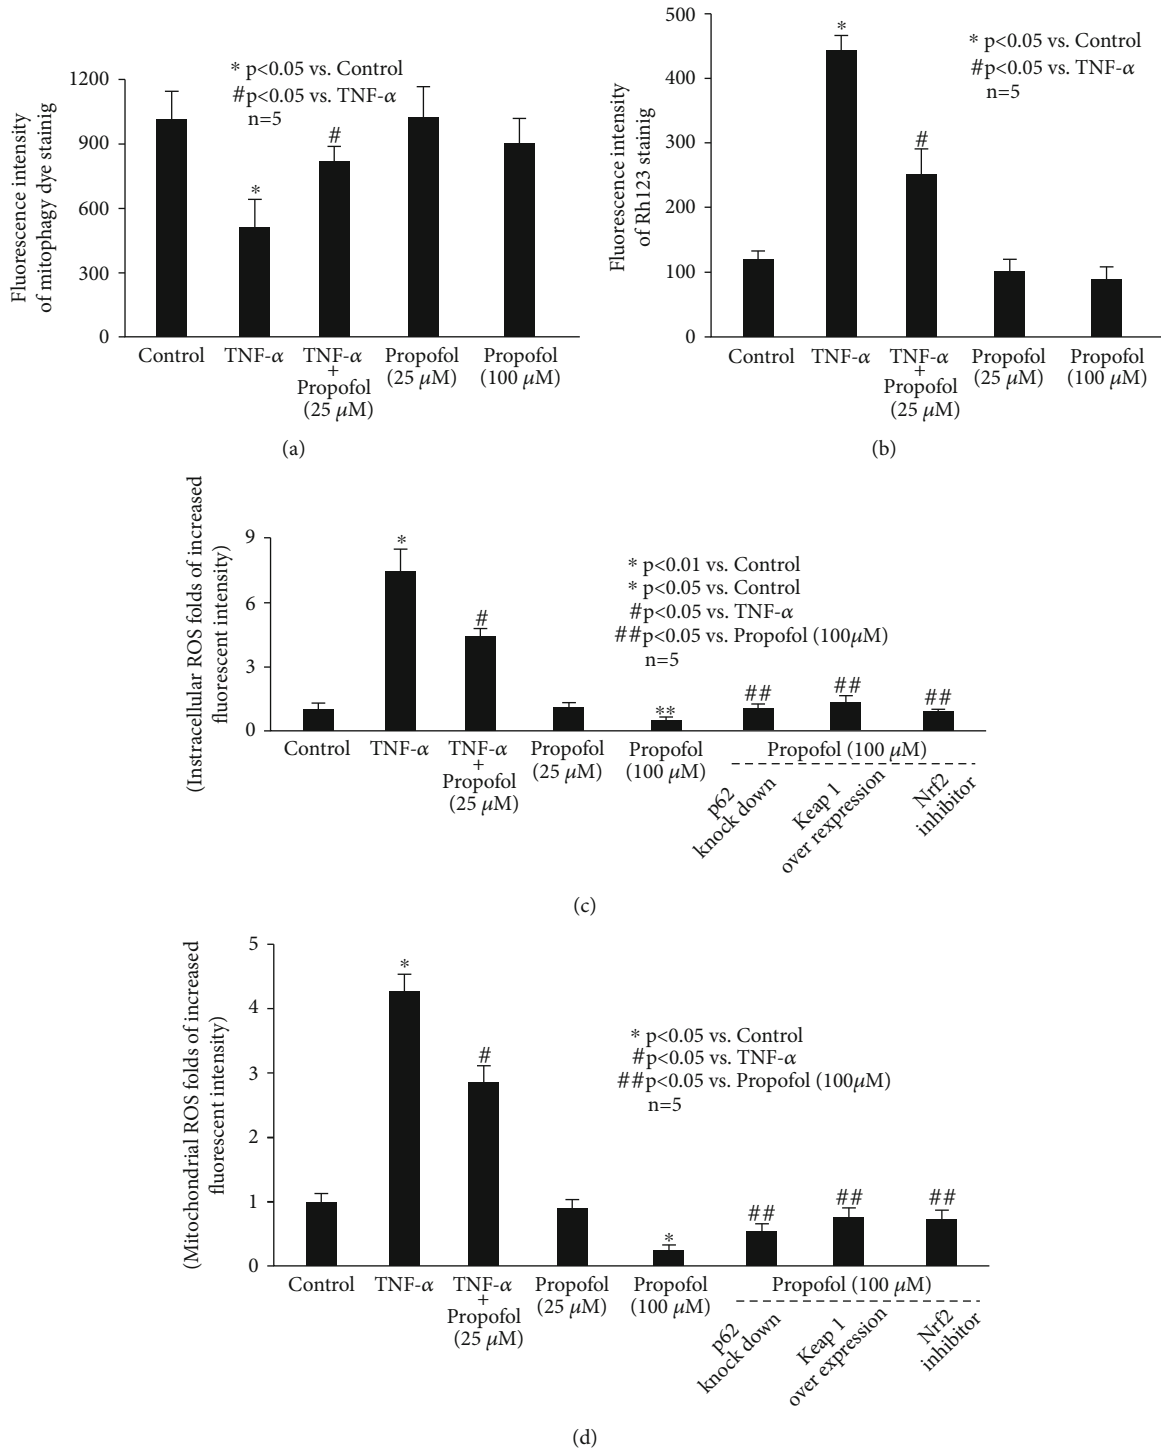 Fluorescence intensity
of mitophagy dye stainig
1200
900
600
300
0
* p<0.05 vs. Control
#p<0.05 vs. TNF-α
n=5
*
#
Control
TNF-α
TNF-α
+
Propofol
(25 μM)
Propofol
(25 μM)
Propofol
(100 μM)
(a)
Fluorescence intensity
of Rh123 stainig
500
400
300
200
100
0
* p<0.05 vs. Control
#p<0.05 vs. TNF-α
n=5
*
#
Control
TNF-α
TNF-α
+
Propofol
(25 μM)
Propofol
(25 μM)
Propofol
(100 μM)
(b)
(Instracellular ROS folds of increased
fluorescent intensity)
9
6
3
0
* p<0.01 vs. Control
* p<0.05 vs. Control
#p<0.05 vs. TNF-α
##p<0.05 vs. Propofol (100μM)
n=5
*
#
**
##
##
##
Control
TNF-α
TNF-α
+
Propofol
(25 μM)
Propofol
(25 μM)
Propofol
(100 μM)
Propofol (100 μM)
p62
knock down
Keap 1
over rexpression
Nrf2
inhibitor
(c)
(Mitochondrial ROS folds of increased
fluorescent intensity)
5
4
3
2
1
0
* p<0.05 vs. Control
#p<0.05 vs. TNF-α
##p<0.05 vs. Propofol (100μM)
n=5
*
#
*
##
##
##
Control
TNF-α
TNF-α
+
Propofol
(25 μM)
Propofol
(25 μM)
Propofol
(100 μM)
Propofol (100 μM)
p62
knock down
Keap 1
over expression
Nrf2
inhibitor
(d)